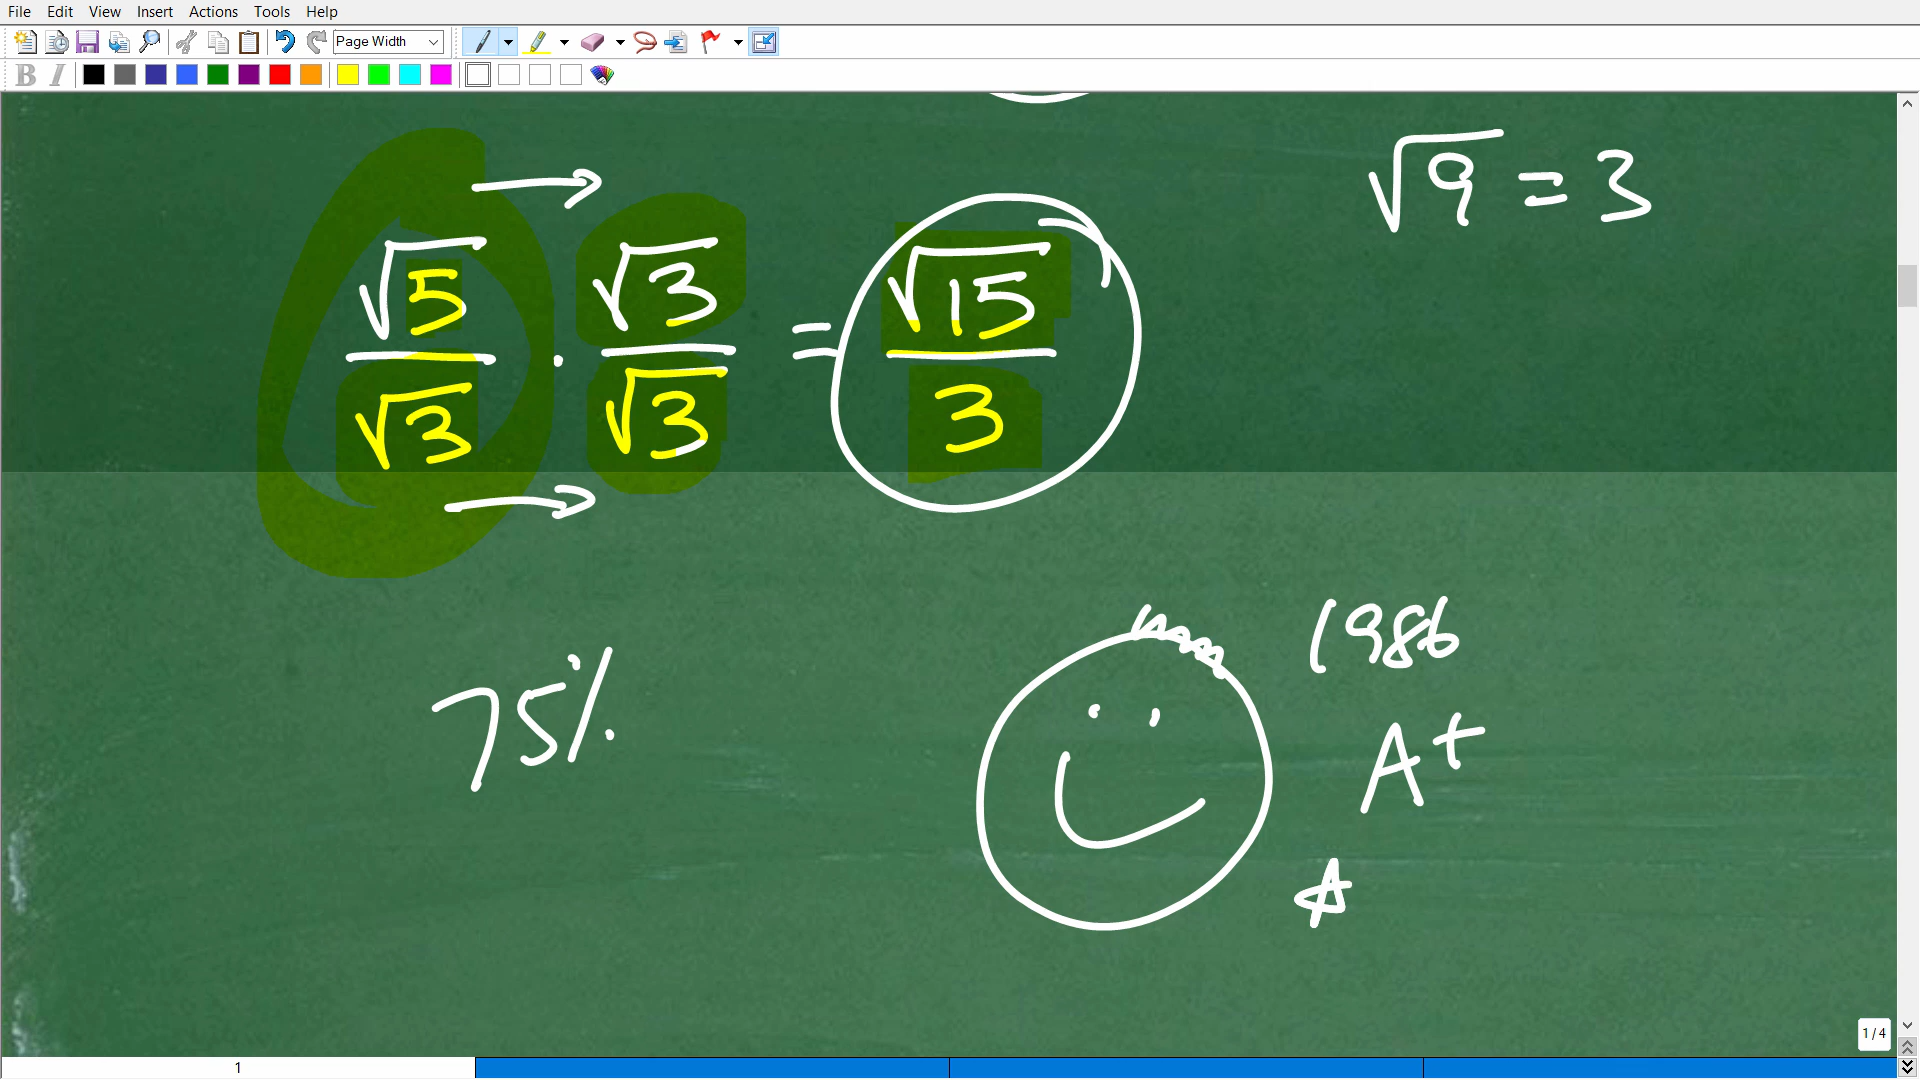 File Edit View Insert Actions Tools Help
Page Width
B I
√9 = 3
√5/√3 · √3/√3 = √15/3
1986
75%
A+
1/4
1